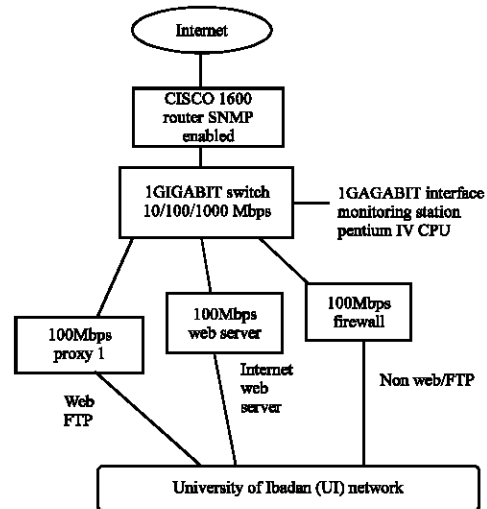 Internet
CISCO 1600
router SNMP
enabled
1GIGABIT switch
10/100/1000 Mbps
1GAGABIT interface
monitoring station
pentium IV CPU
100Mbps
proxy 1
100Mbps
web server
100Mbps
firewall
Web
FTP
Internet
web
server
Non web/FTP
University of Ibadan (UI) network